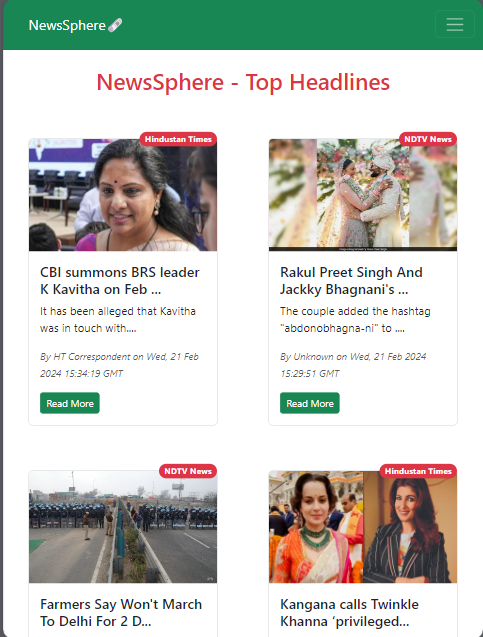 NewsSphere🗞
NewsSphere - Top Headlines
Hindustan Times
CBI summons BRS leader
K Kavitha on Feb ...
It has been alleged that Kavitha
was in touch with....
By HT Correspondent on Wed, 21 Feb
2024 15:34:19 GMT
Read More
NDTV News
Rakul Preet Singh And
Jackky Bhagnani's ...
The couple added the hashtag
"abdonobhagna-ni" to ....
By Unknown on Wed, 21 Feb 2024
15:29:51 GMT
Read More
NDTV News
Farmers Say Won't March
To Delhi For 2 D...
Hindustan Times
Kangana calls Twinkle
Khanna ‘privileged...